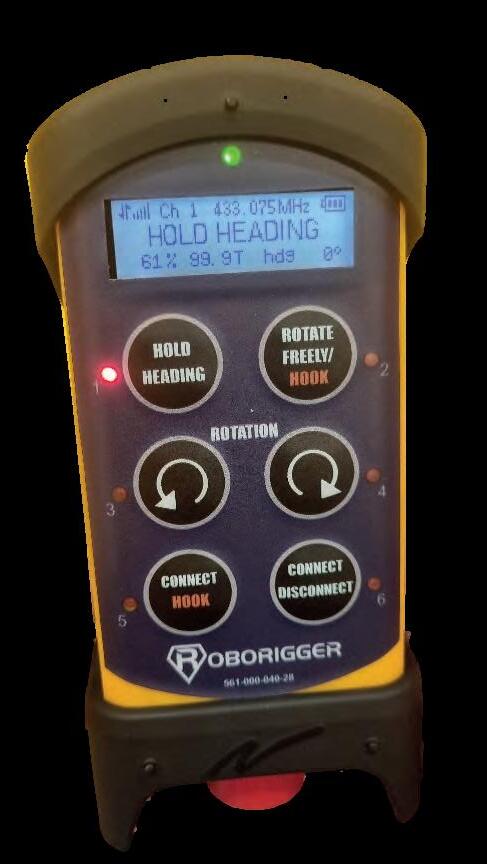 Ch 1 433.075MHz
HOLD HEADING
61% 99.9T hdg 0°
HOLD
HEADING
1
ROTATE
FREELY/
HOOK
2
ROTATION
3
4
CONNECT
HOOK
5
CONNECT
DISCONNECT
6
ROBORIGGER
561-000-040-28